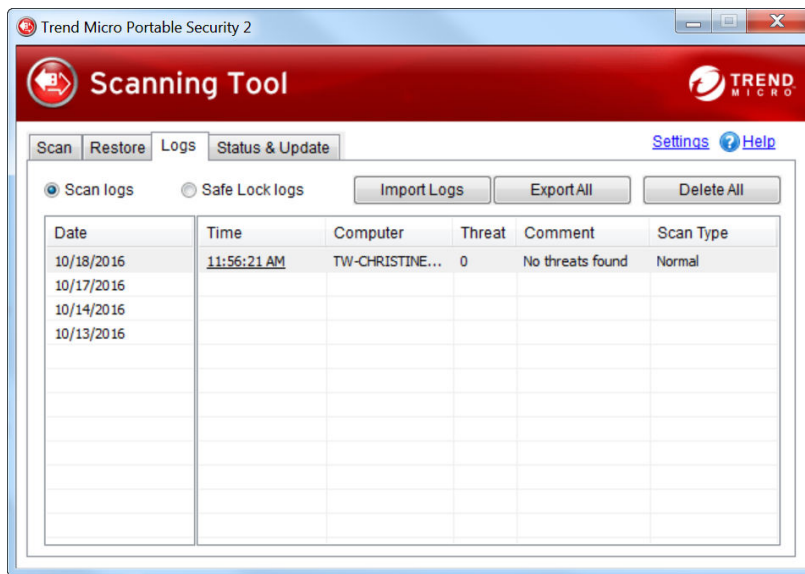 Trend Micro Portable Security 2
Scanning Tool
TREND MICRO
Scan Restore Logs Status & Update
Settings Help
Scan logs Safe Lock logs Import Logs Export All Delete All
Date Time Computer Threat Comment Scan Type
10/18/2016 11:56:21 AM TW-CHRISTINE... 0 No threats found Normal
10/17/2016
10/14/2016
10/13/2016